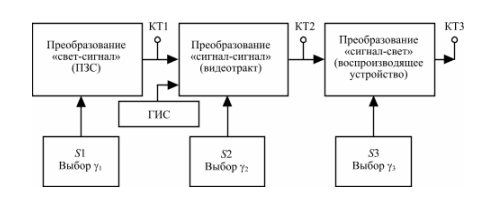 КТ1
КТ2
КТ3
Преобразование
«свет-сигнал»
(ПЗС)
Преобразование
«сигнал-сигнал»
(видеотракт)
Преобразование
«сигнал-свет»
(воспроизводящее
устройство)
ГИС
S1
Выбор γ₁
S2
Выбор γ₂
S3
Выбор γ₃